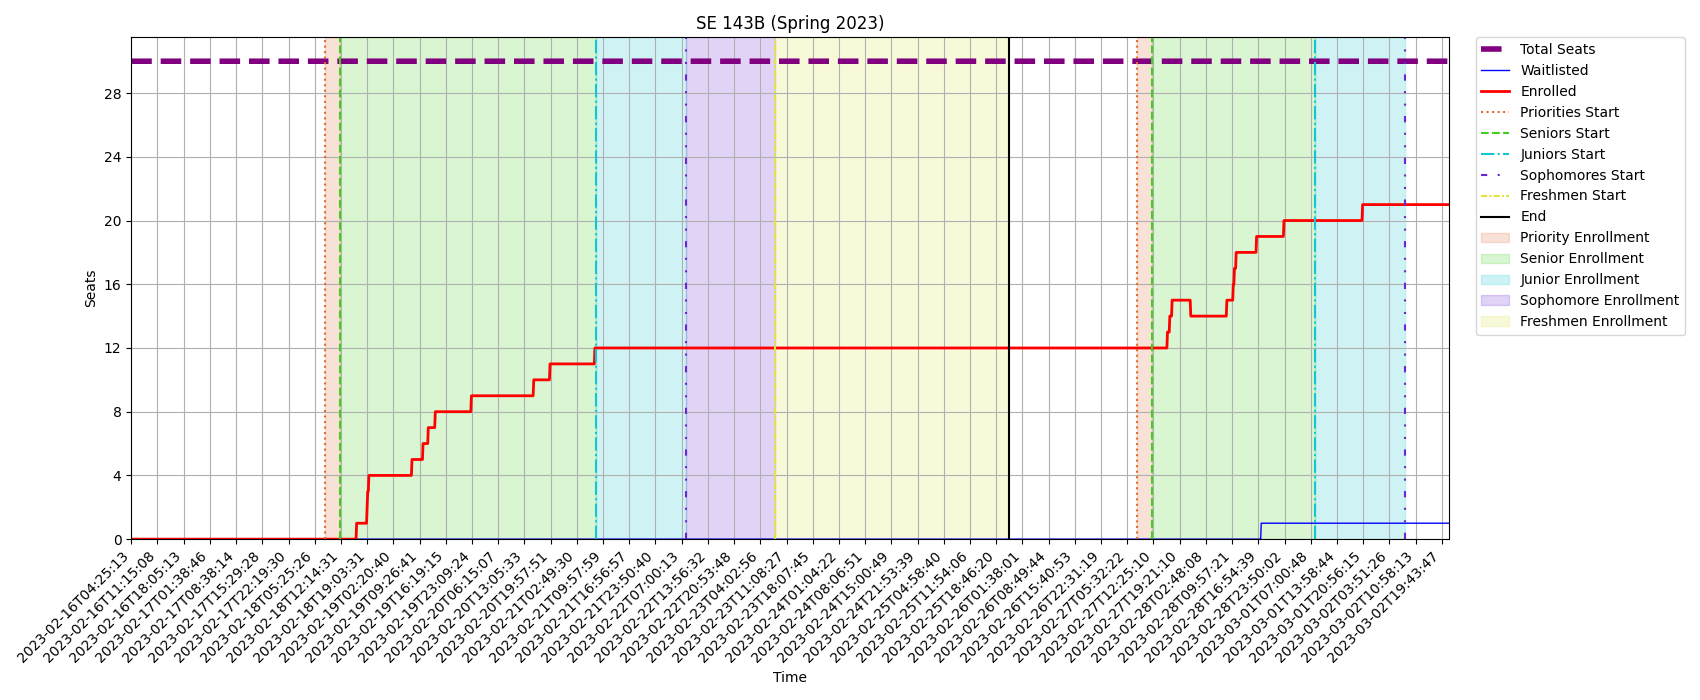 SE 143B (Spring 2023)
Seats
28
24
20
16
12
8
4
0
2023-02-16T04:25:13
2023-02-16T11:15:08
2023-02-16T18:05:13
2023-02-17T01:38:46
2023-02-17T08:38:14
2023-02-17T15:29:28
2023-02-17T22:19:30
2023-02-18T05:25:26
2023-02-18T12:14:31
2023-02-18T19:03:31
2023-02-19T02:20:40
2023-02-19T09:26:41
2023-02-19T16:19:15
2023-02-19T23:09:24
2023-02-20T06:15:07
2023-02-20T13:05:33
2023-02-20T19:57:51
2023-02-21T02:49:30
2023-02-21T09:57:59
2023-02-21T16:56:57
2023-02-21T23:50:40
2023-02-22T07:00:13
2023-02-22T13:56:32
2023-02-22T20:53:48
2023-02-23T04:02:56
2023-02-23T11:08:27
2023-02-23T18:07:45
2023-02-24T01:04:22
2023-02-24T08:06:51
2023-02-24T15:00:49
2023-02-24T21:53:39
2023-02-25T04:58:40
2023-02-25T11:54:06
2023-02-25T18:46:20
2023-02-26T01:38:01
2023-02-26T08:49:44
2023-02-26T15:40:53
2023-02-26T22:31:19
2023-02-27T05:32:22
2023-02-27T12:25:10
2023-02-27T19:21:10
2023-02-28T02:48:08
2023-02-28T09:57:21
2023-02-28T16:54:39
2023-02-28T23:50:02
2023-03-01T07:00:48
2023-03-01T13:58:44
2023-03-01T20:56:15
2023-03-02T03:51:26
2023-03-02T10:58:13
2023-03-02T19:43:47
Time
Total Seats
Waitlisted
Enrolled
Priorities Start
Seniors Start
Juniors Start
Sophomores Start
Freshmen Start
End
Priority Enrollment
Senior Enrollment
Junior Enrollment
Sophomore Enrollment
Freshmen Enrollment